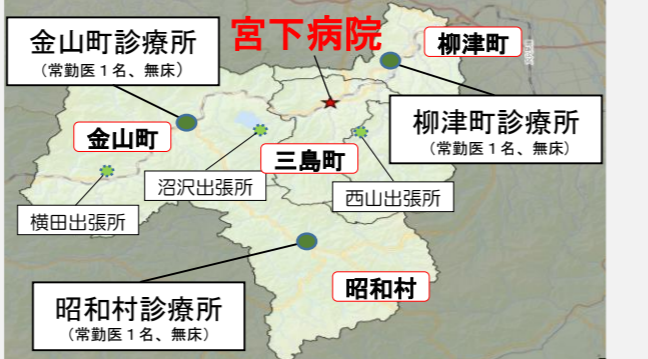 金山町診療所
（常勤医１名、無床）
宮下病院
柳津町
柳津町診療所
（常勤医１名、無床）
金山町
三島町
沼沢出張所
西山出張所
横田出張所
昭和村
昭和村診療所
（常勤医１名、無床）